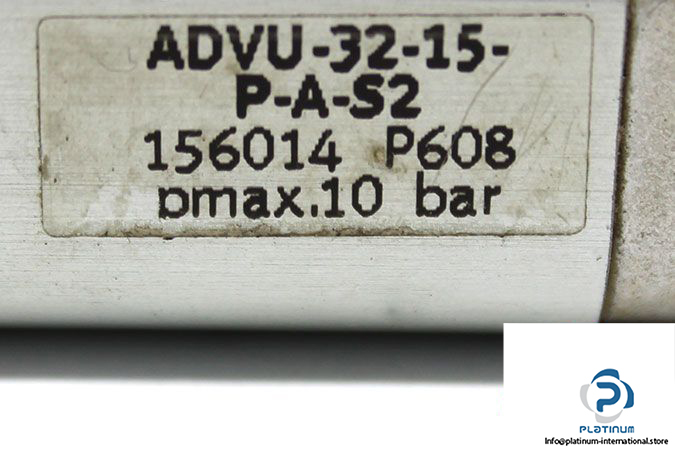 ADVU-32-15-
P-A-S2
156014 P608
pmax.10 bar
PLATINUM
Info@platinum-international.store